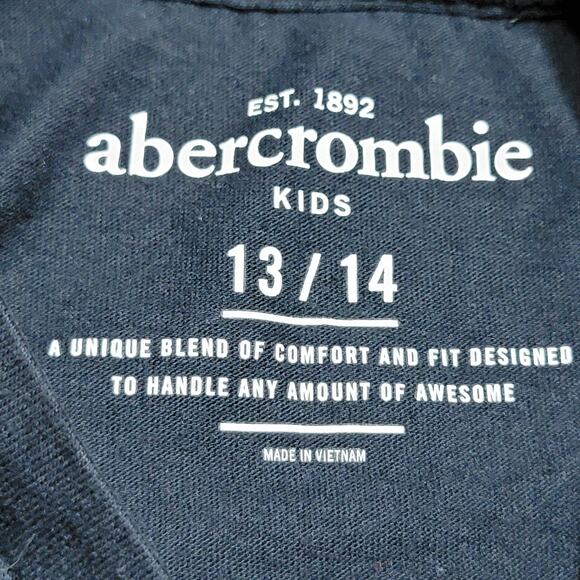 EST. 1892
abercrombie
KIDS
13 / 14
A UNIQUE BLEND OF COMFORT AND FIT DESIGNED
TO HANDLE ANY AMOUNT OF AWESOME
MADE IN VIETNAM